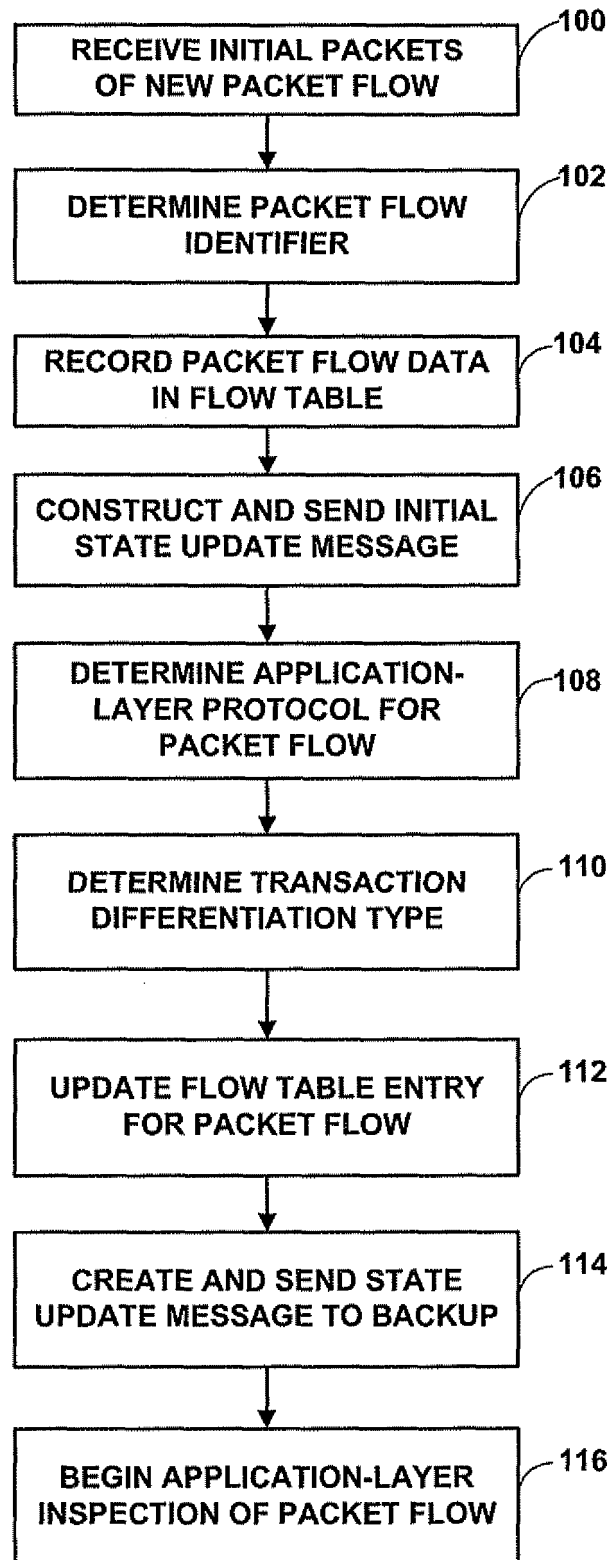 100
RECEIVE INITIAL PACKETS
OF NEW PACKET FLOW
102
DETERMINE PACKET FLOW
IDENTIFIER
104
RECORD PACKET FLOW DATA
IN FLOW TABLE
106
CONSTRUCT AND SEND INITIAL
STATE UPDATE MESSAGE
108
DETERMINE APPLICATION-
LAYER PROTOCOL FOR
PACKET FLOW
110
DETERMINE TRANSACTION
DIFFERENTIATION TYPE
112
UPDATE FLOW TABLE ENTRY
FOR PACKET FLOW
114
CREATE AND SEND STATE
UPDATE MESSAGE TO BACKUP
116
BEGIN APPLICATION-LAYER
INSPECTION OF PACKET FLOW